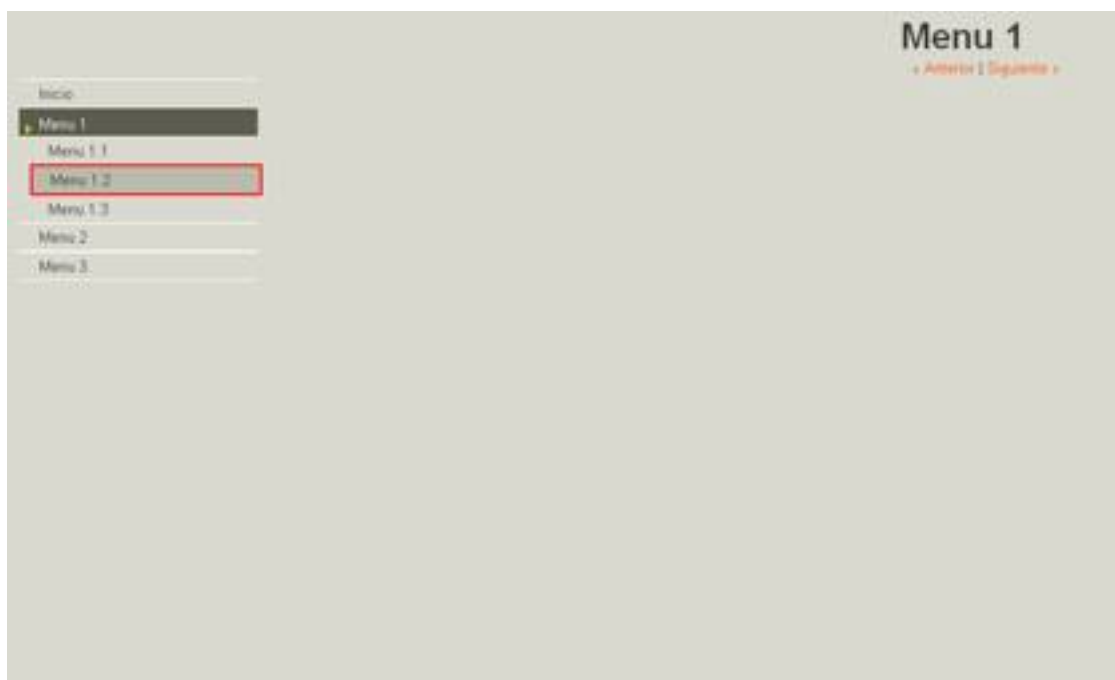 Menu 1
« Anterior | Siguiente »
Inicio
Menu 1
Menu 1.1
Menu 1.2
Menu 1.3
Menu 2
Menu 3